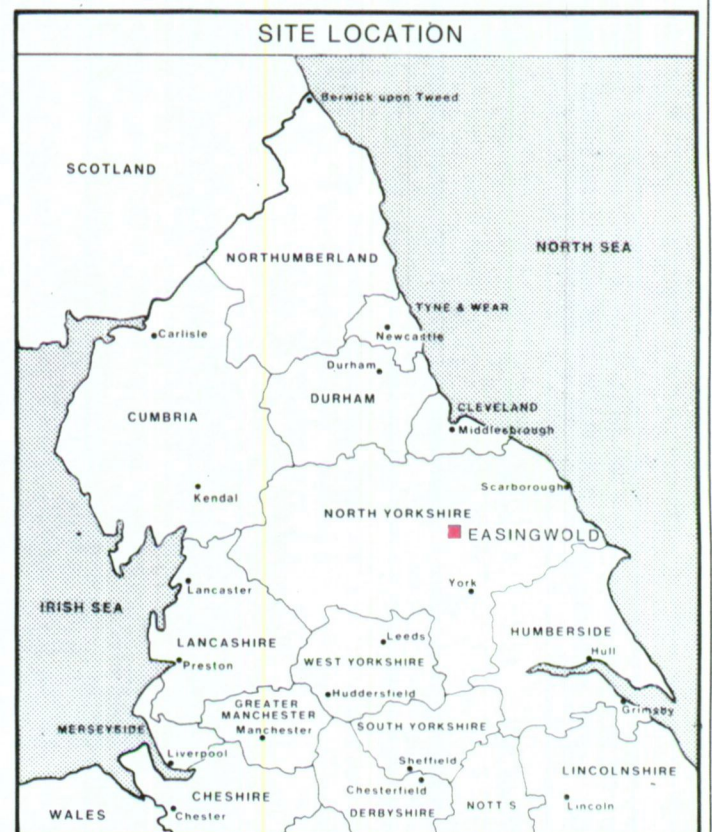 SITE LOCATION
Berwick upon Tweed
SCOTLAND
NORTH SEA
NORTHUMBERLAND
TYNE & WEAR
Carlisle
Newcastle
Durham
DURHAM
CLEVELAND
CUMBRIA
Middlesbrough
Scarborough
Kendal
NORTH YORKSHIRE
EASINGWOLD
York
Lancaster
IRISH SEA
HUMBERSIDE
Leeds
LANCASHIRE
Hull
WEST YORKSHIRE
Preston
Huddersfield
GREATER
MANCHESTER
Grimsby
SOUTH YORKSHIRE
MERSEYSIDE
Manchester
Liverpool
Sheffield
LINCOLNSHIRE
Chesterfield
CHESHIRE
NOTT S
Lincoln
DERBYSHIRE
WALES
Chester